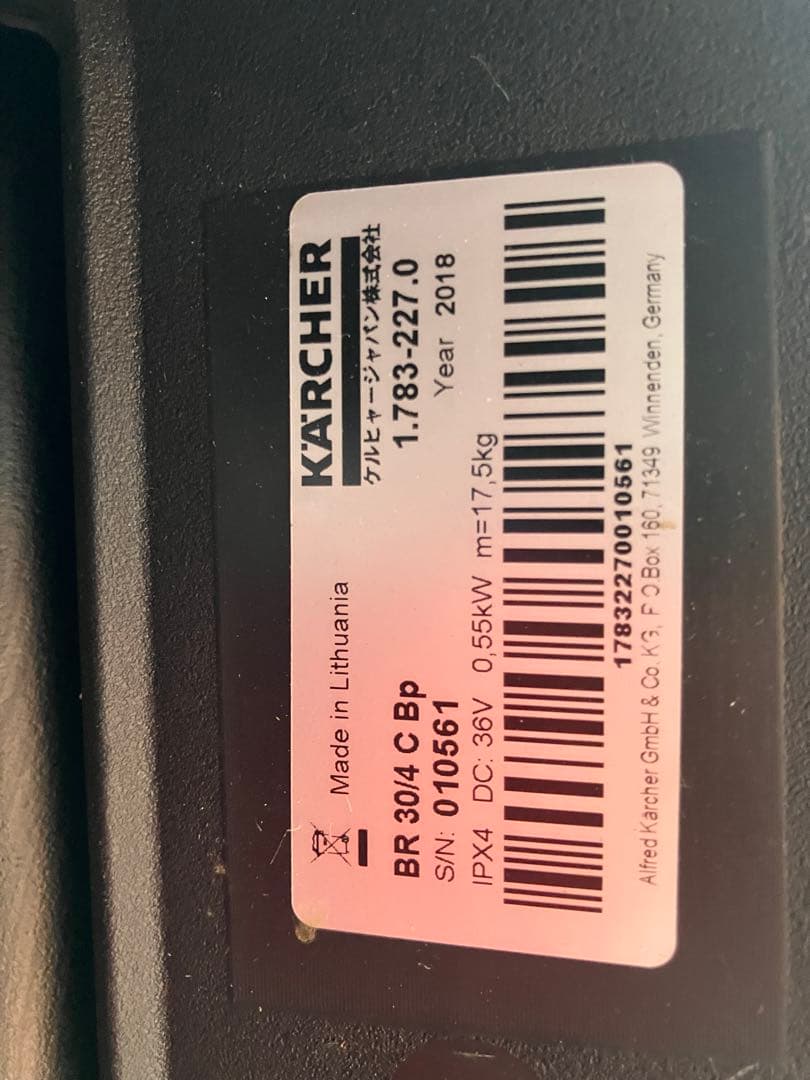 Made in Lithuania
KÄRCHER
ケルヒャージャパン株式会社
BR 30/4 C Bp 1.783-227.0
S/N: 010561 Year 2018
IPX4 DC: 36V 0,55kW m=17,5kg
17832270010561
Alfred Kärcher GmbH & Co. KG, P.O.Box 160, 71349 Winnenden, Germany